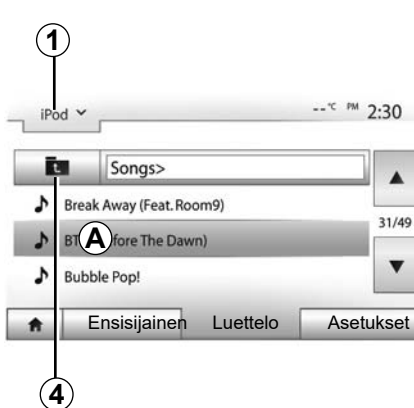 1
iPod
--°C PM 2:30
Songs>
Break Away (Feat. Room9)
BT A fore The Dawn)
31/49
Bubble Pop!
Ensisijainen Luettelo Asetukset
4